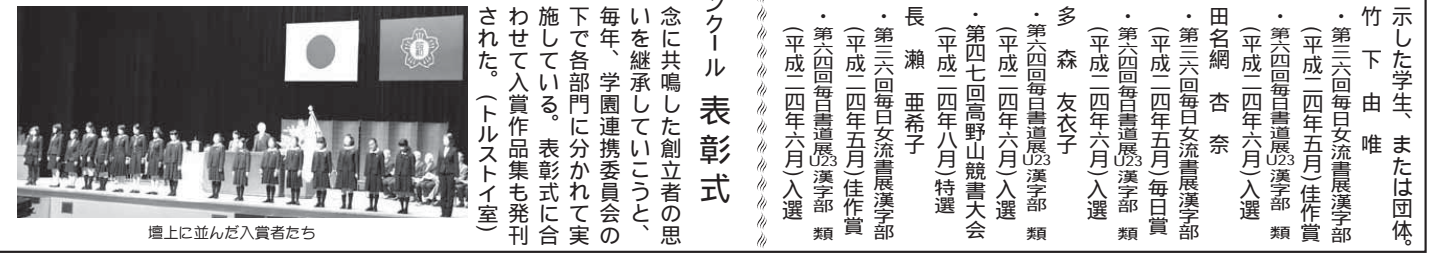 示した学生、または団体。
竹下由唯
・第三六回毎日女流書展漢字部
(平成二四年五月)佳作賞
・第六四回毎日書道展U23漢字部 類
(平成二四年六月)入選
田名網 杏奈
・第三六回毎日女流書展漢字部
(平成二四年五月)毎日賞
・第六四回毎日書道展U23漢字部 類
(平成二四年六月)入選
多森 友衣子
・第六四回毎日書道展U23漢字部 類
(平成二四年六月)入選
・第四七回高野山競書大会
(平成二四年八月)特選
長瀬 亜希子
・第三六回毎日女流書展漢字部
(平成二四年五月)佳作賞
・第六四回毎日書道展U23漢字部 類
(平成二四年六月)入選
クール 表彰式
念に共鳴した創立者の思
いを継承していこうと、
毎年、学園連携委員会の
下で各部門に分かれて実
施している。表彰式に合
わせて入賞作品集も発刊
された。(トルストイ室)
壇上に並んだ入賞者たち